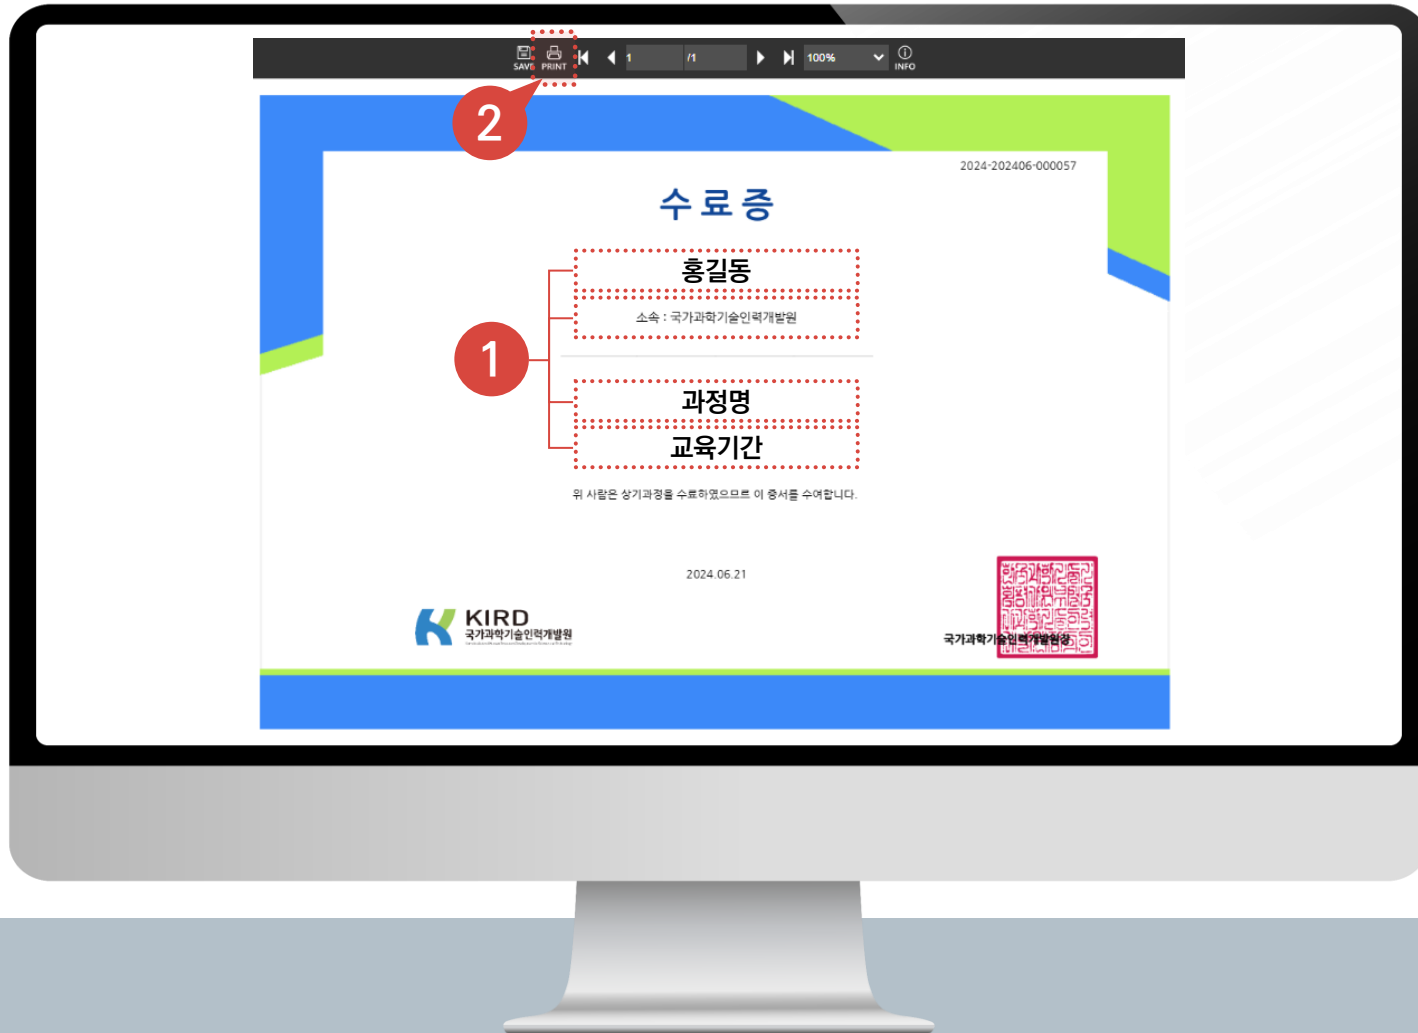 SAVE PRINT 1 /1 100% INFO
2
2024-202406-000057
수료증
홍길동
소속 : 국가과학기술인력개발원
1
과정명
교육기간
위 사람은 상기과정을 수료하였으므로 이 증서를 수여합니다.
2024.06.21
KIRD
국가과학기술인력개발원
국가과학기술인력개발원장